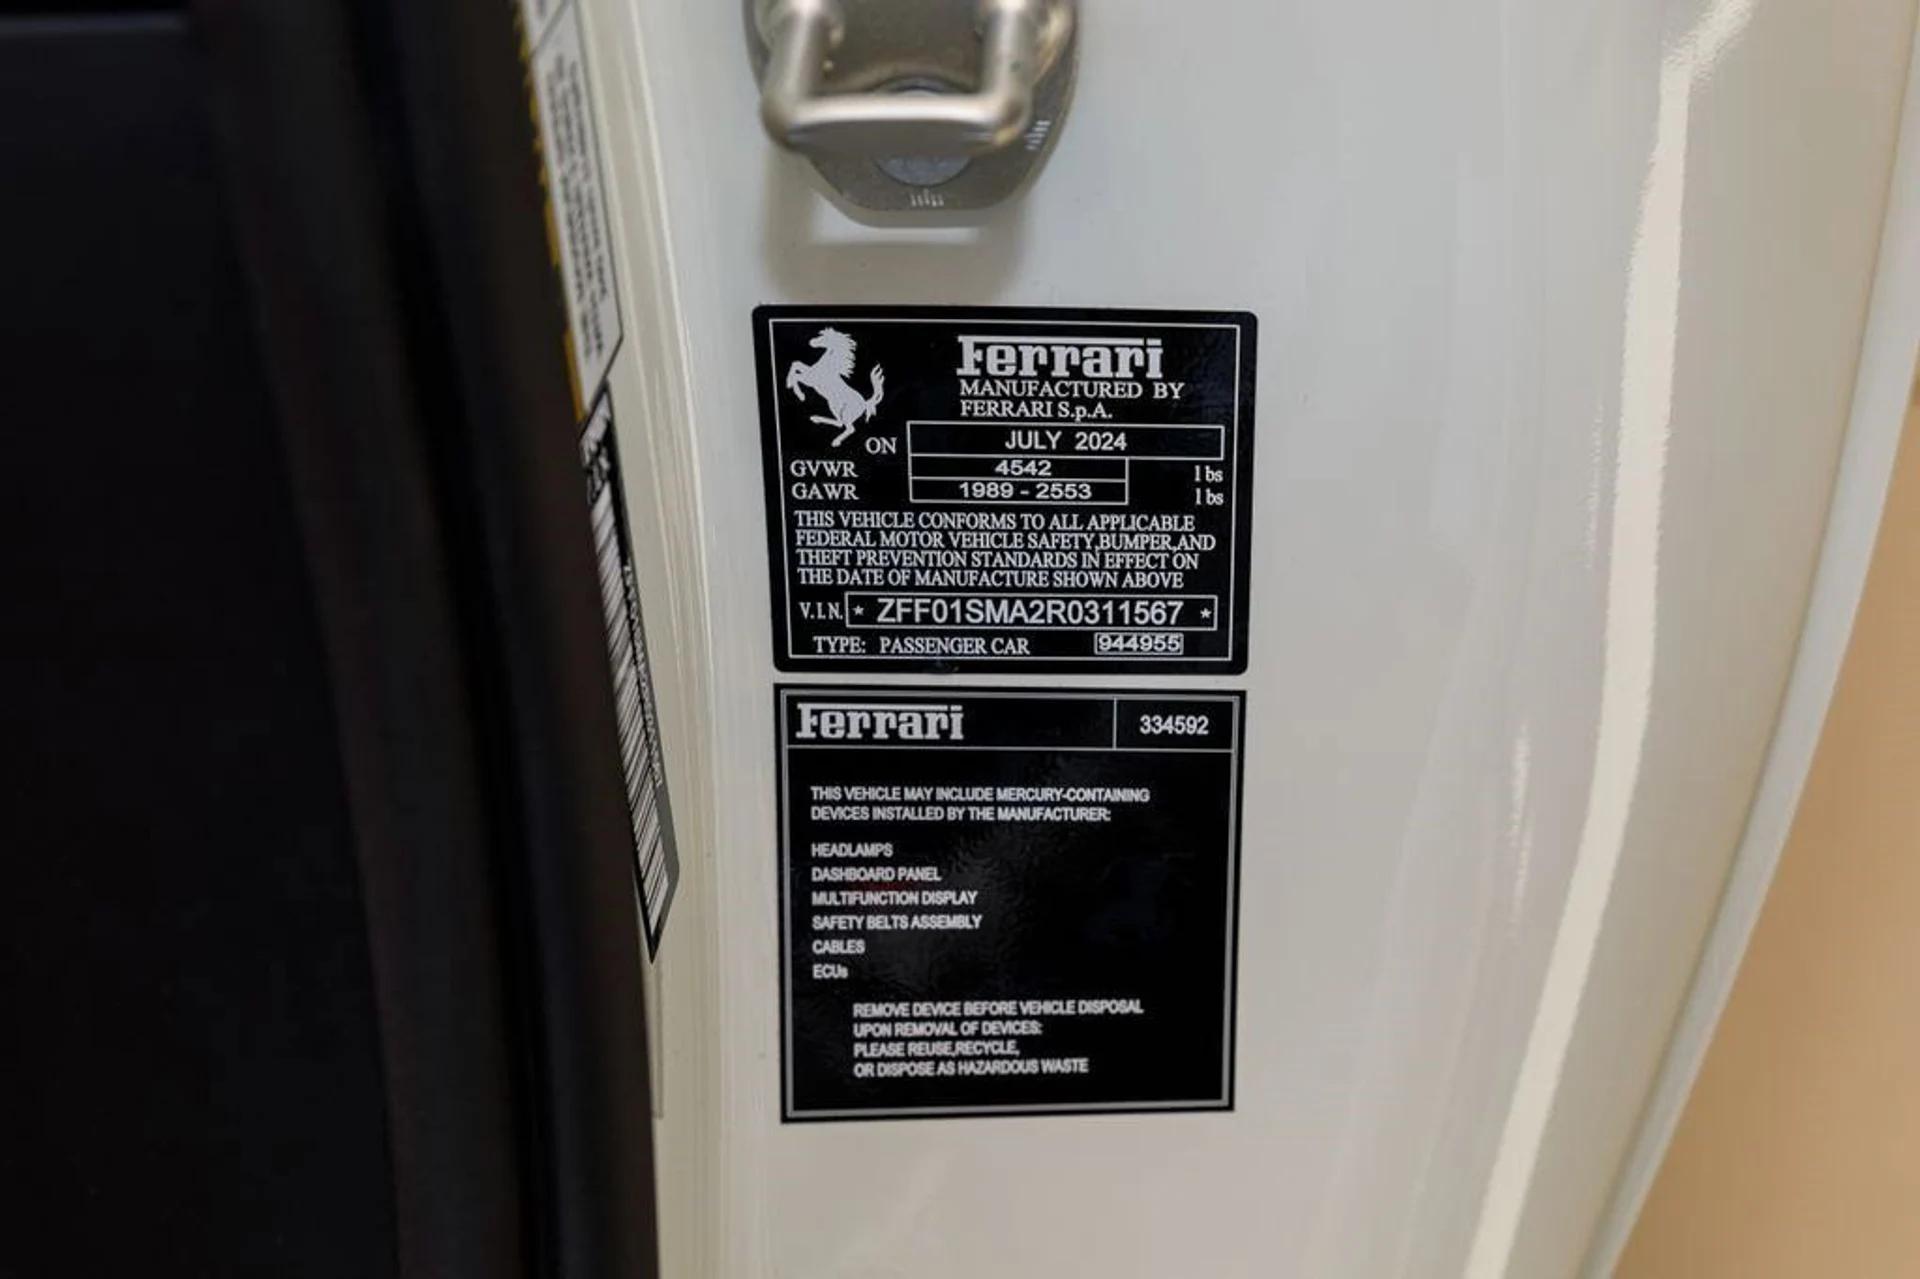 Ferrari
MANUFACTURED BY
FERRARI S.p.A.
ON JULY 2024
GVWR 4542 lbs
GAWR 1989 - 2553 lbs
THIS VEHICLE CONFORMS TO ALL APPLICABLE
FEDERAL MOTOR VEHICLE SAFETY,BUMPER,AND
THEFT PREVENTION STANDARDS IN EFFECT ON
THE DATE OF MANUFACTURE SHOWN ABOVE
V.I.N. * ZFF01SMA2R0311567 *
TYPE: PASSENGER CAR 944955
Ferrari 334592
THIS VEHICLE MAY INCLUDE MERCURY-CONTAINING
DEVICES INSTALLED BY THE MANUFACTURER:
HEADLAMPS
DASHBOARD PANEL
MULTIFUNCTION DISPLAY
SAFETY BELTS ASSEMBLY
CABLES
ECUs
REMOVE DEVICE BEFORE VEHICLE DISPOSAL
UPON REMOVAL OF DEVICES:
PLEASE REUSE,RECYCLE,
OR DISPOSE AS HAZARDOUS WASTE